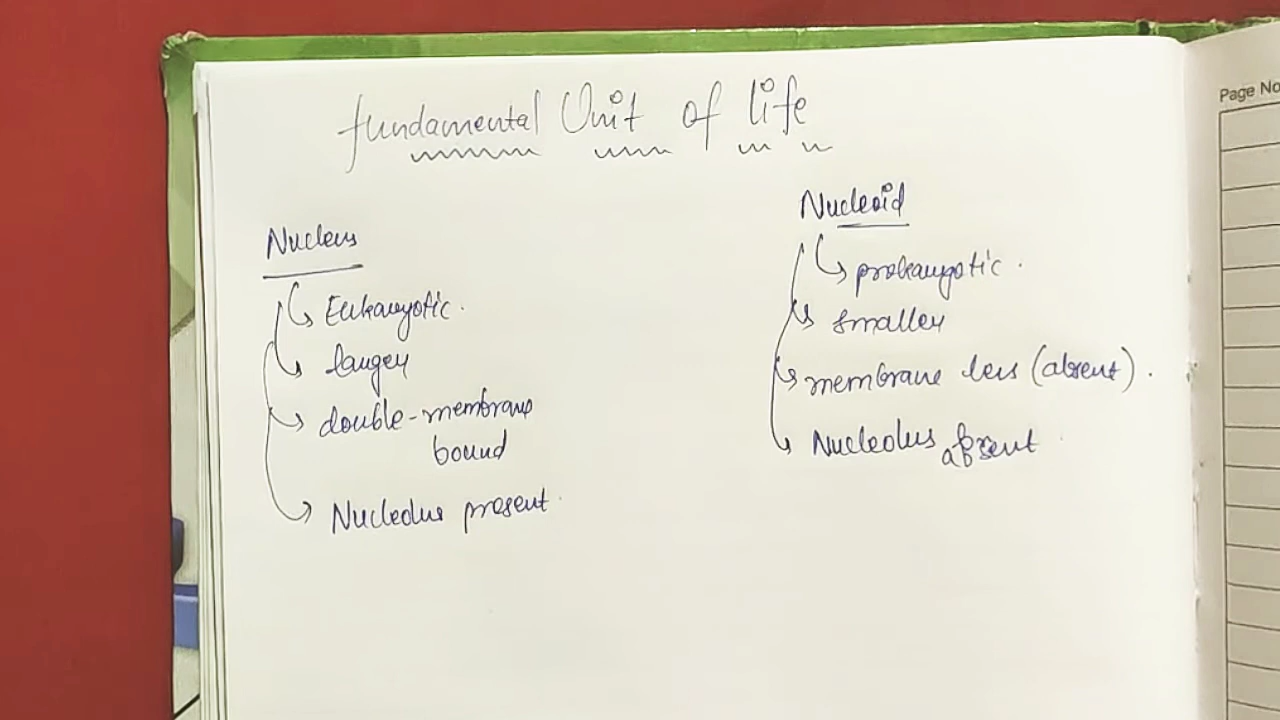 fundamental Unit of life
Nucleus
Eukaryotic.
larger
double-membrane
bound
Nucleolus present.
Nucleoid
prokaryotic.
smaller
membrane less (absent).
Nucleolus absent
Page No